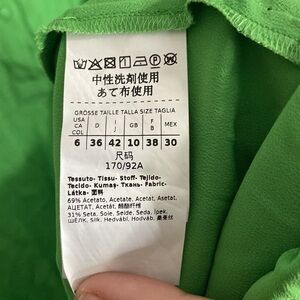 中性洗剤使用
あて布使用
GRÖSSE TAILLE TALLA SIZE TAGLIA
USA CA COL D I J GB F B MEX
6 36 42 10 38 30
尺码
170/92A
Tessuto- Tissu- Stoff- Tejido-
Tecido- Kumaş- Ткань- Fabric-
Látka- 面料
69% Acetato, Acetate, Acetat, Asetat,
АЦЕТАТ, Acetát, 醋酯纤维
31% Seta, Soie, Seide, Seda, İpek,
ШЁЛК, Silk, Hedvábí, Hodváb, 桑蚕丝